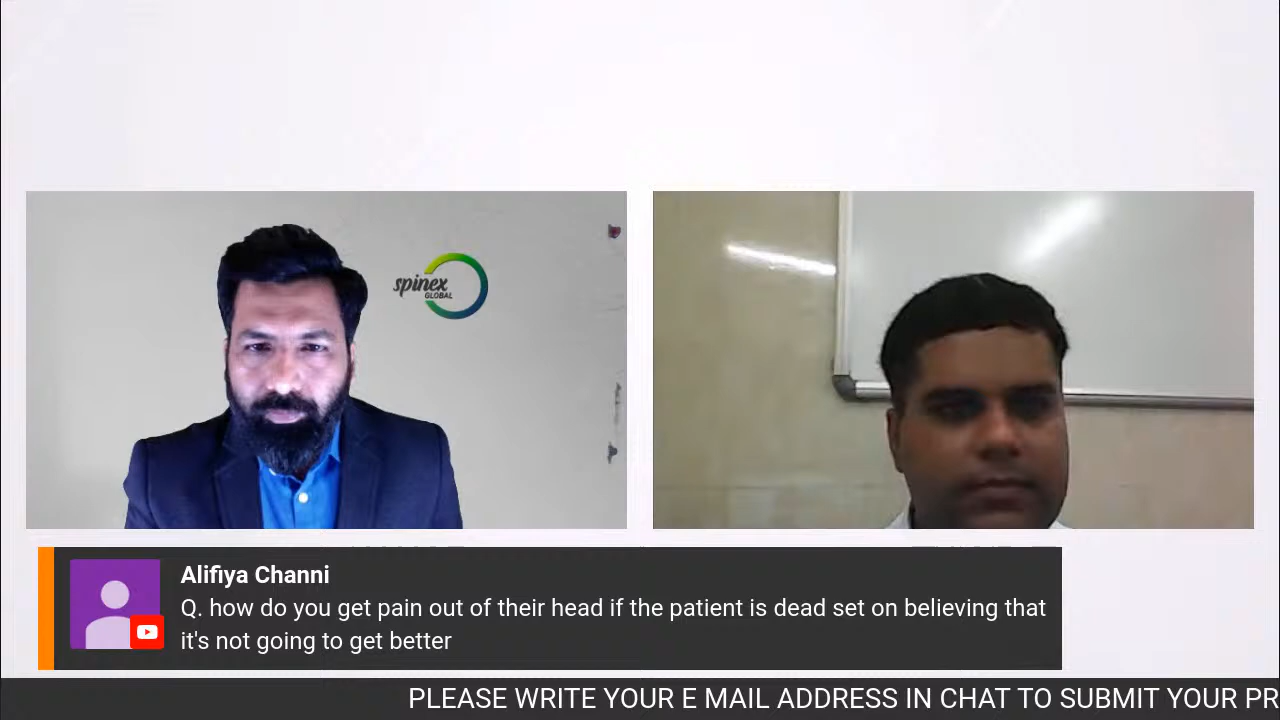 spinex
GLOBAL
Alifiya Channi
Q. how do you get pain out of their head if the patient is dead set on believing that
it's not going to get better
PLEASE WRITE YOUR E MAIL ADDRESS IN CHAT TO SUBMIT YOUR PR